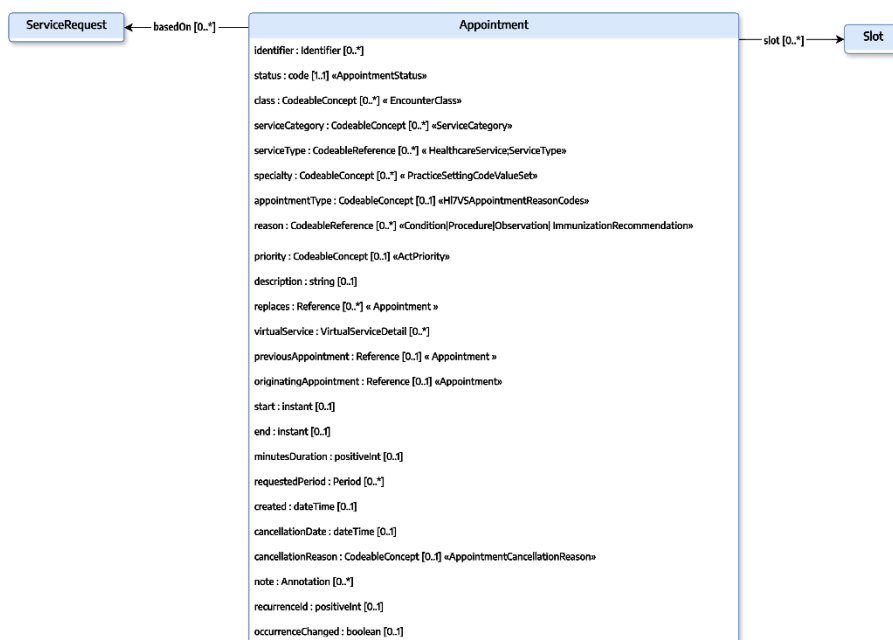 ServiceRequest
basedOn [0..*]
Appointment
slot [0..*]
Slot
identifier : Identifier [0..*]
status : code [1..1] «AppointmentStatus»
class : CodeableConcept [0..*] « EncounterClass»
serviceCategory : CodeableConcept [0..*] «ServiceCategory»
serviceType : CodeableReference [0..*] « HealthcareService;ServiceType»
specialty : CodeableConcept [0..*] « PracticeSettingCodeValueSet»
appointmentType : CodeableConcept [0..1] «Hl7VSAppointmentReasonCodes»
reason : CodeableReference [0..*] «Condition|Procedure|Observation| ImmunizationRecommendation»
priority : CodeableConcept [0..1] «ActPriority»
description : string [0..1]
replaces : Reference [0..*] « Appointment »
virtualService : VirtualServiceDetail [0..*]
previousAppointment : Reference [0..1] « Appointment »
originatingAppointment : Reference [0..1] «Appointment»
start : instant [0..1]
end : instant [0..1]
minutesDuration : positiveInt [0..1]
requestedPeriod : Period [0..*]
created : dateTime [0..1]
cancellationDate : dateTime [0..1]
cancellationReason : CodeableConcept [0..1] «AppointmentCancellationReason»
note : Annotation [0..*]
recurrenceId : positiveInt [0..1]
occurrenceChanged : boolean [0..1]